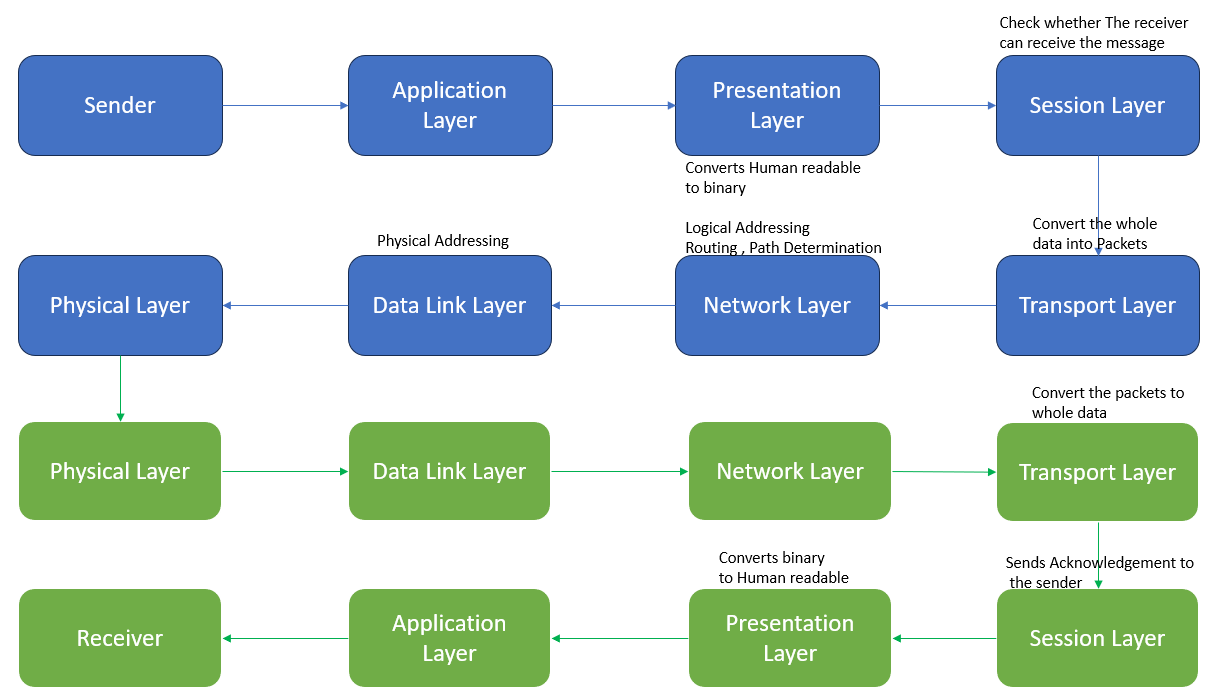 Check whether The receiver
can receive the message
Sender
Application
Layer
Presentation
Layer
Session Layer
Converts Human readable
to binary
Physical Addressing
Logical Addressing
Routing , Path Determination
Convert the whole
data into Packets
Physical Layer
Data Link Layer
Network Layer
Transport Layer
Convert the packets to
whole data
Physical Layer
Data Link Layer
Network Layer
Transport Layer
Converts binary
to Human readable
Sends Acknowledgement to
the sender
Receiver
Application
Layer
Presentation
Layer
Session Layer